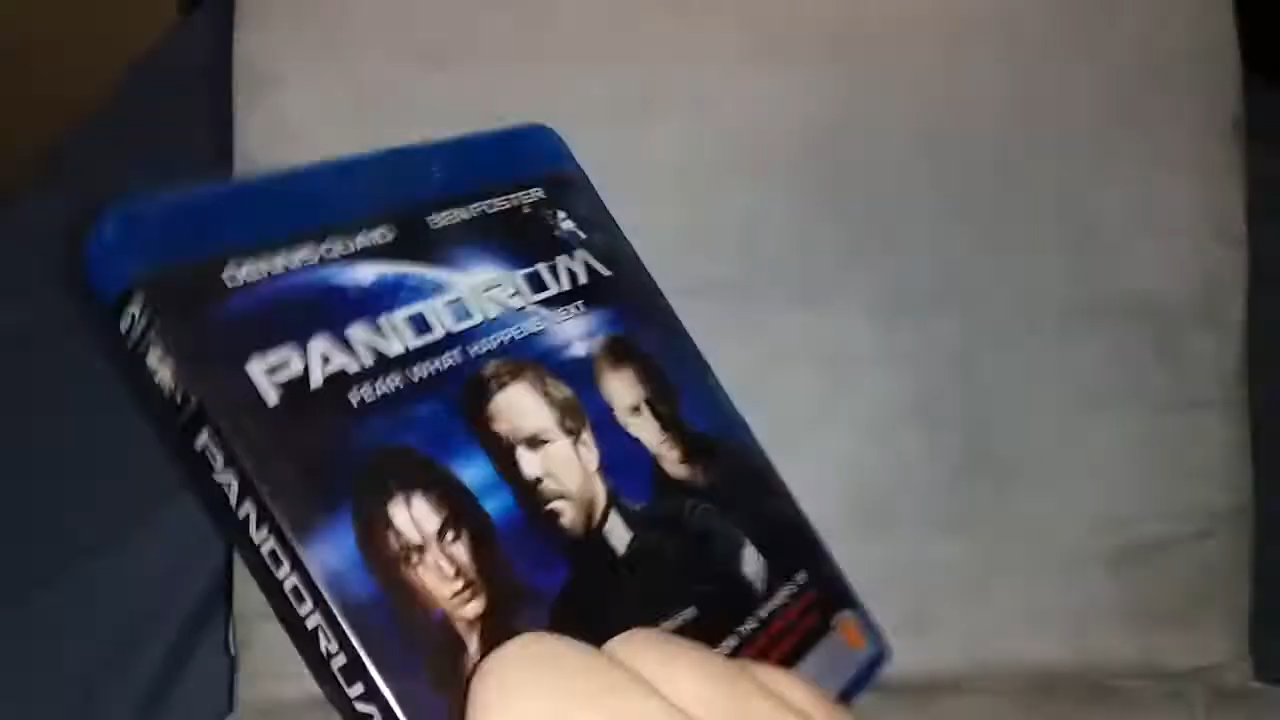 DENNIS QUAID BEN FOSTER
PANDORUM
FEAR WHAT HAPPENS NEXT
PANDORUM